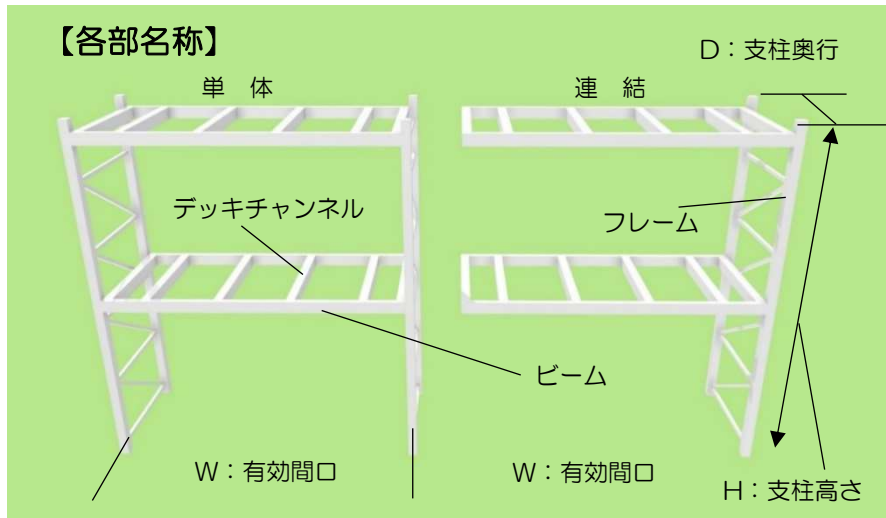 【各部名称】
D：支柱奥行
単　体
連　結
デッキチャンネル
フレーム
ビーム
W：有効間口
W：有効間口
H：支柱高さ